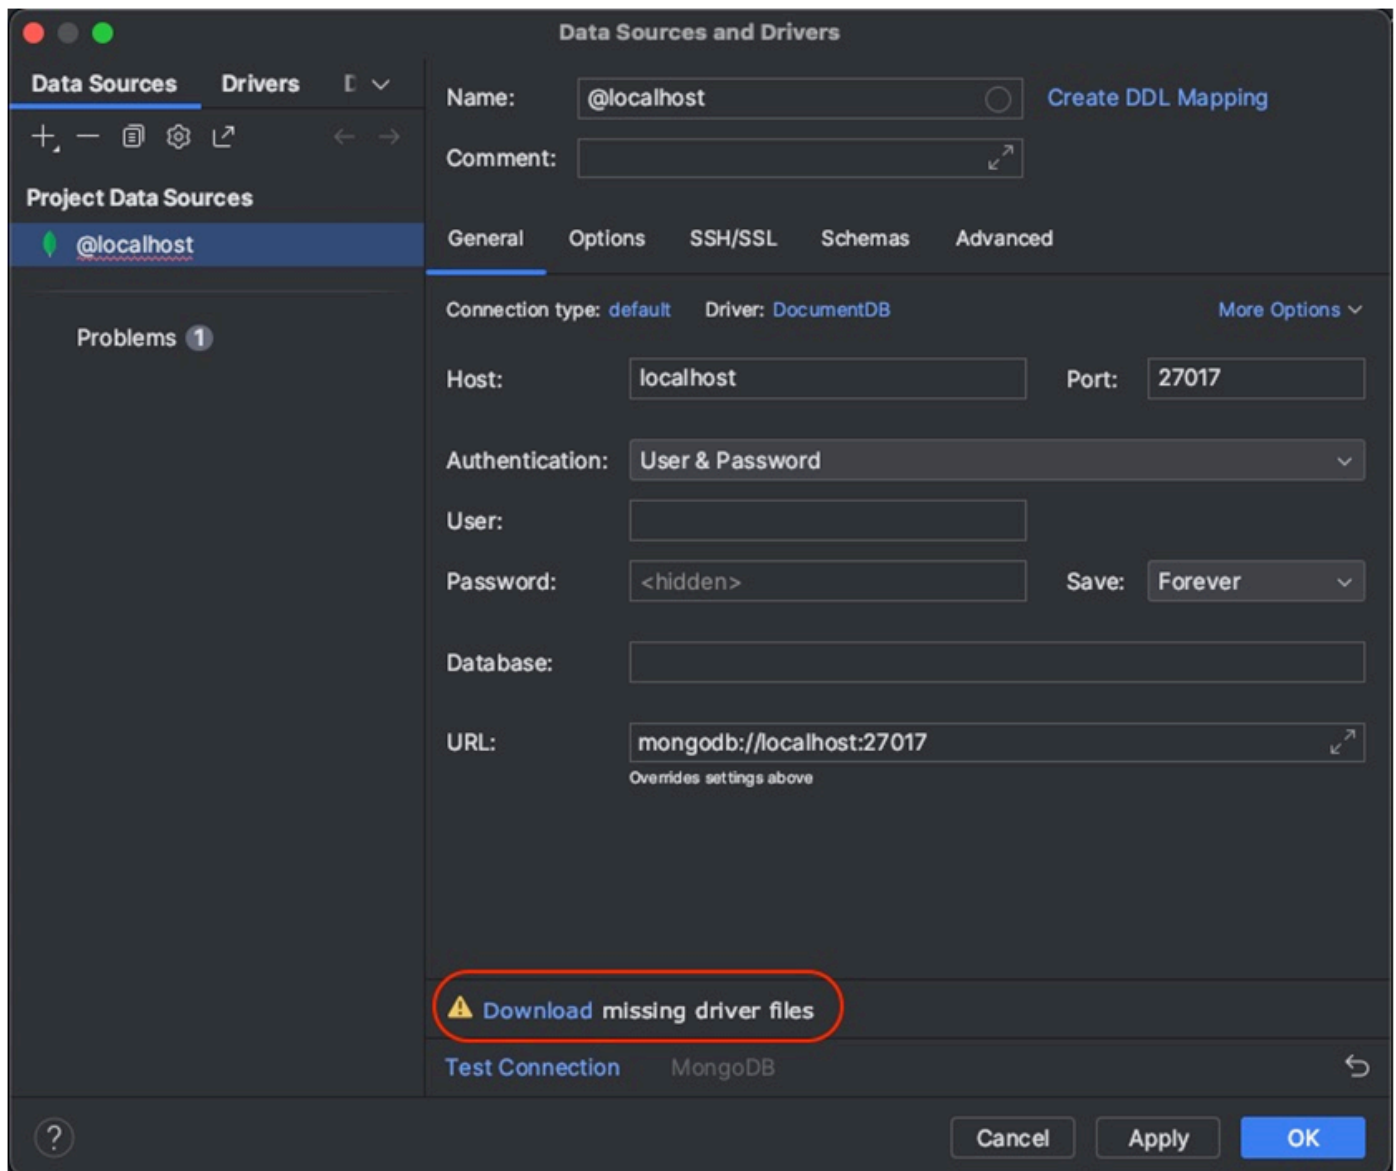 Data Sources and Drivers
Data Sources Drivers
Name: @localhost Create DDL Mapping
Comment:
Project Data Sources
@localhost
Problems 1
General Options SSH/SSL Schemas Advanced
Connection type: default Driver: DocumentDB More Options
Host: localhost Port: 27017
Authentication: User & Password
User:
Password: <hidden> Save: Forever
Database:
URL: mongodb://localhost:27017
Overrides settings above
Download missing driver files
Test Connection MongoDB
? Cancel Apply OK